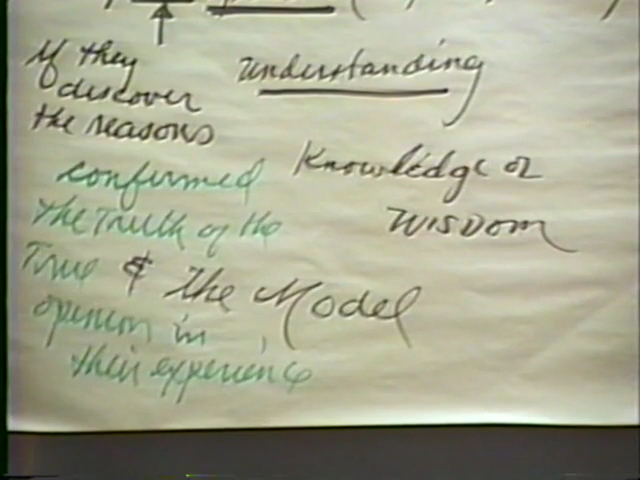 If they
discover
the reasons
understanding
Knowledge or
WISDOM
confirmed
the Truth of the
True & The Model
opinion in
their experience